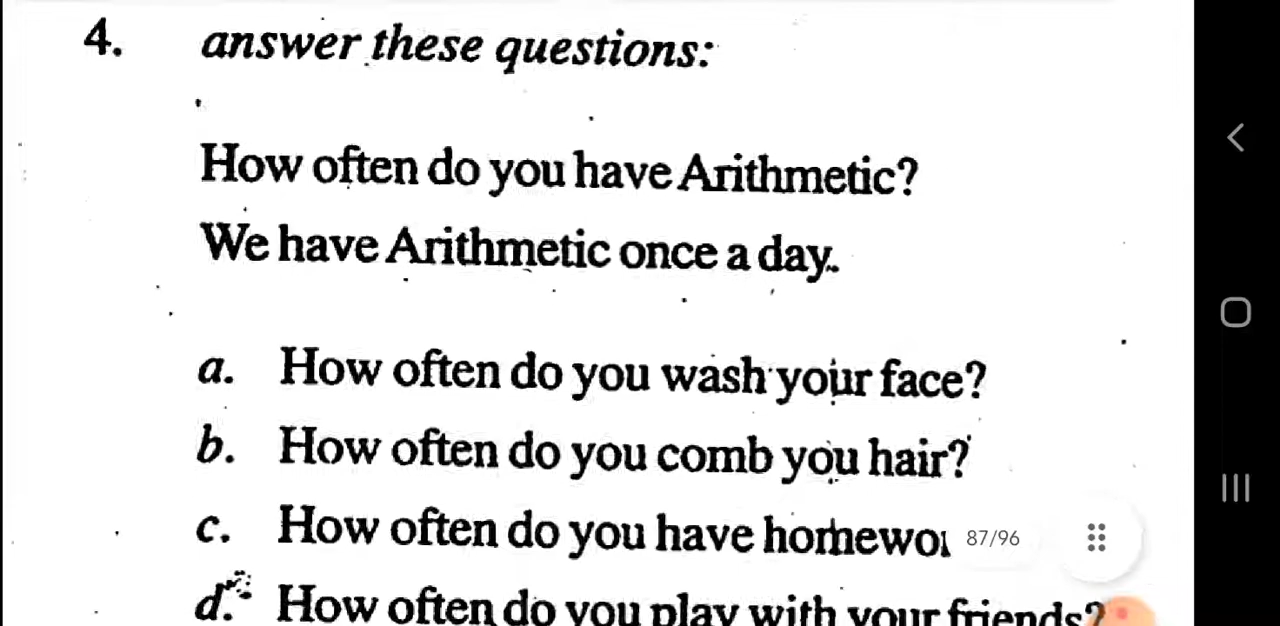 4. answer these questions:
How often do you have Arithmetic?
We have Arithmetic once a day.
a. How often do you wash your face?
b. How often do you comb you hair?
c. How often do you have
87/96
d. How often do you play with your friends?